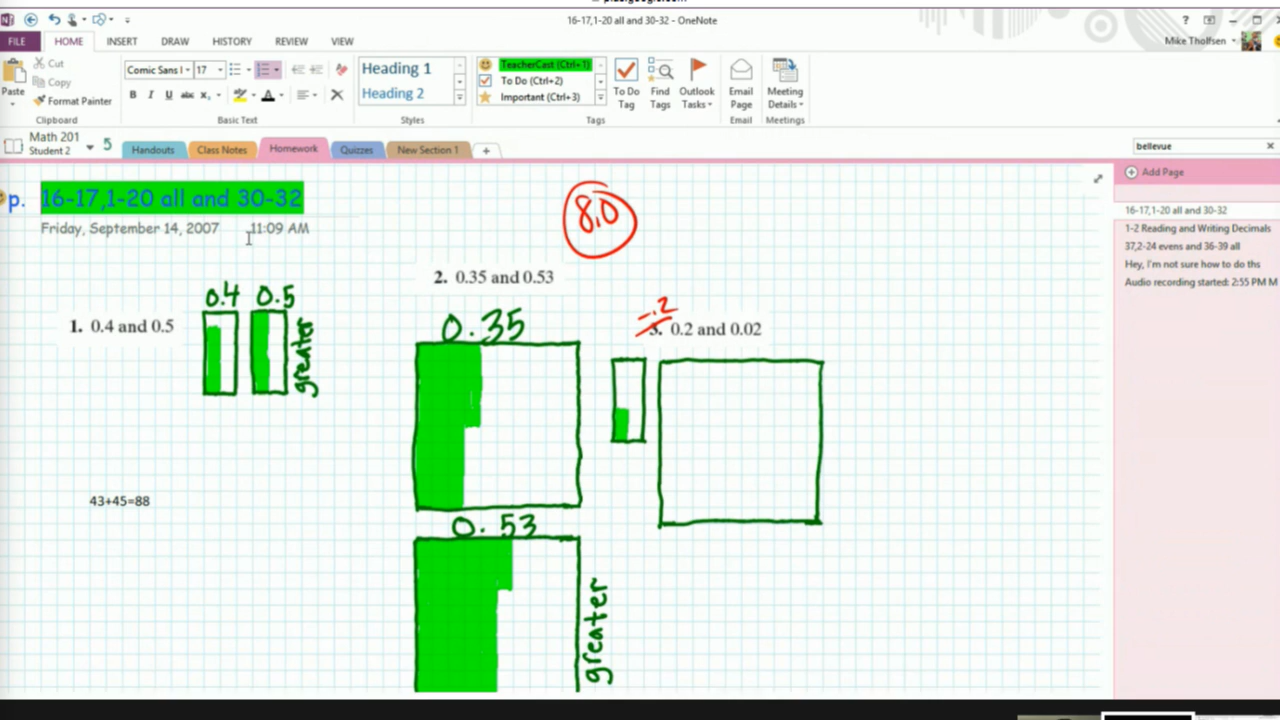 16-17,1-20 all and 30-32 - OneNote
?
Mike Tholfsen
FILE
HOME
INSERT
DRAW
HISTORY
REVIEW
VIEW
Paste
Cut
Copy
Format Painter
Clipboard
Comic Sans
17
B I U abc X₂
A
Basic Text
Heading 1
Heading 2
Styles
TeacherCast (Ctrl+1)
To Do (Ctrl+2)
Important (Ctrl+3)
Tags
To Do
Tag
Find
Tags
Outlook
Tasks
Email
Page
Email
Meeting
Details
Meetings
Math 201
Student 2
5
Handouts
Class Notes
Homework
Quizzes
New Section 1
+
bellevue
Add Page
16-17,1-20 all and 30-32
1-2 Reading and Writing Decimals
37,2-24 evens and 36-39 all
Hey, I'm not sure how to do ths
Audio recording started: 2:55 PM M
p. 16-17,1-20 all and 30-32
Friday, September 14, 2007 11:09 AM
8.0
1. 0.4 and 0.5
0.4 0.5
greater
2. 0.35 and 0.53
0.35
0.53
greater
-.2
3. 0.2 and 0.02
43+45=88